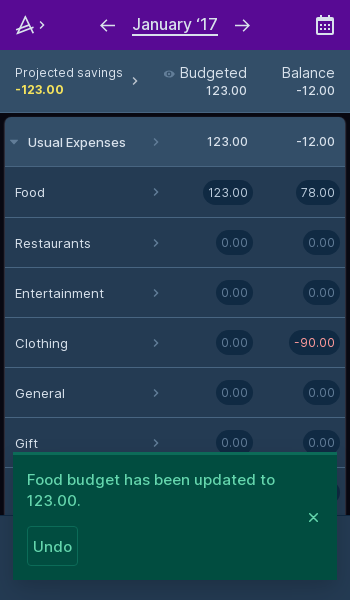 January ‘17
Projected savings
-123.00
Budgeted
123.00
Balance
-12.00
Usual Expenses 123.00 -12.00
Food 123.00 78.00
Restaurants 0.00 0.00
Entertainment 0.00 0.00
Clothing 0.00 -90.00
General 0.00 0.00
Gift 0.00 0.00
Food budget has been updated to
123.00.
Undo